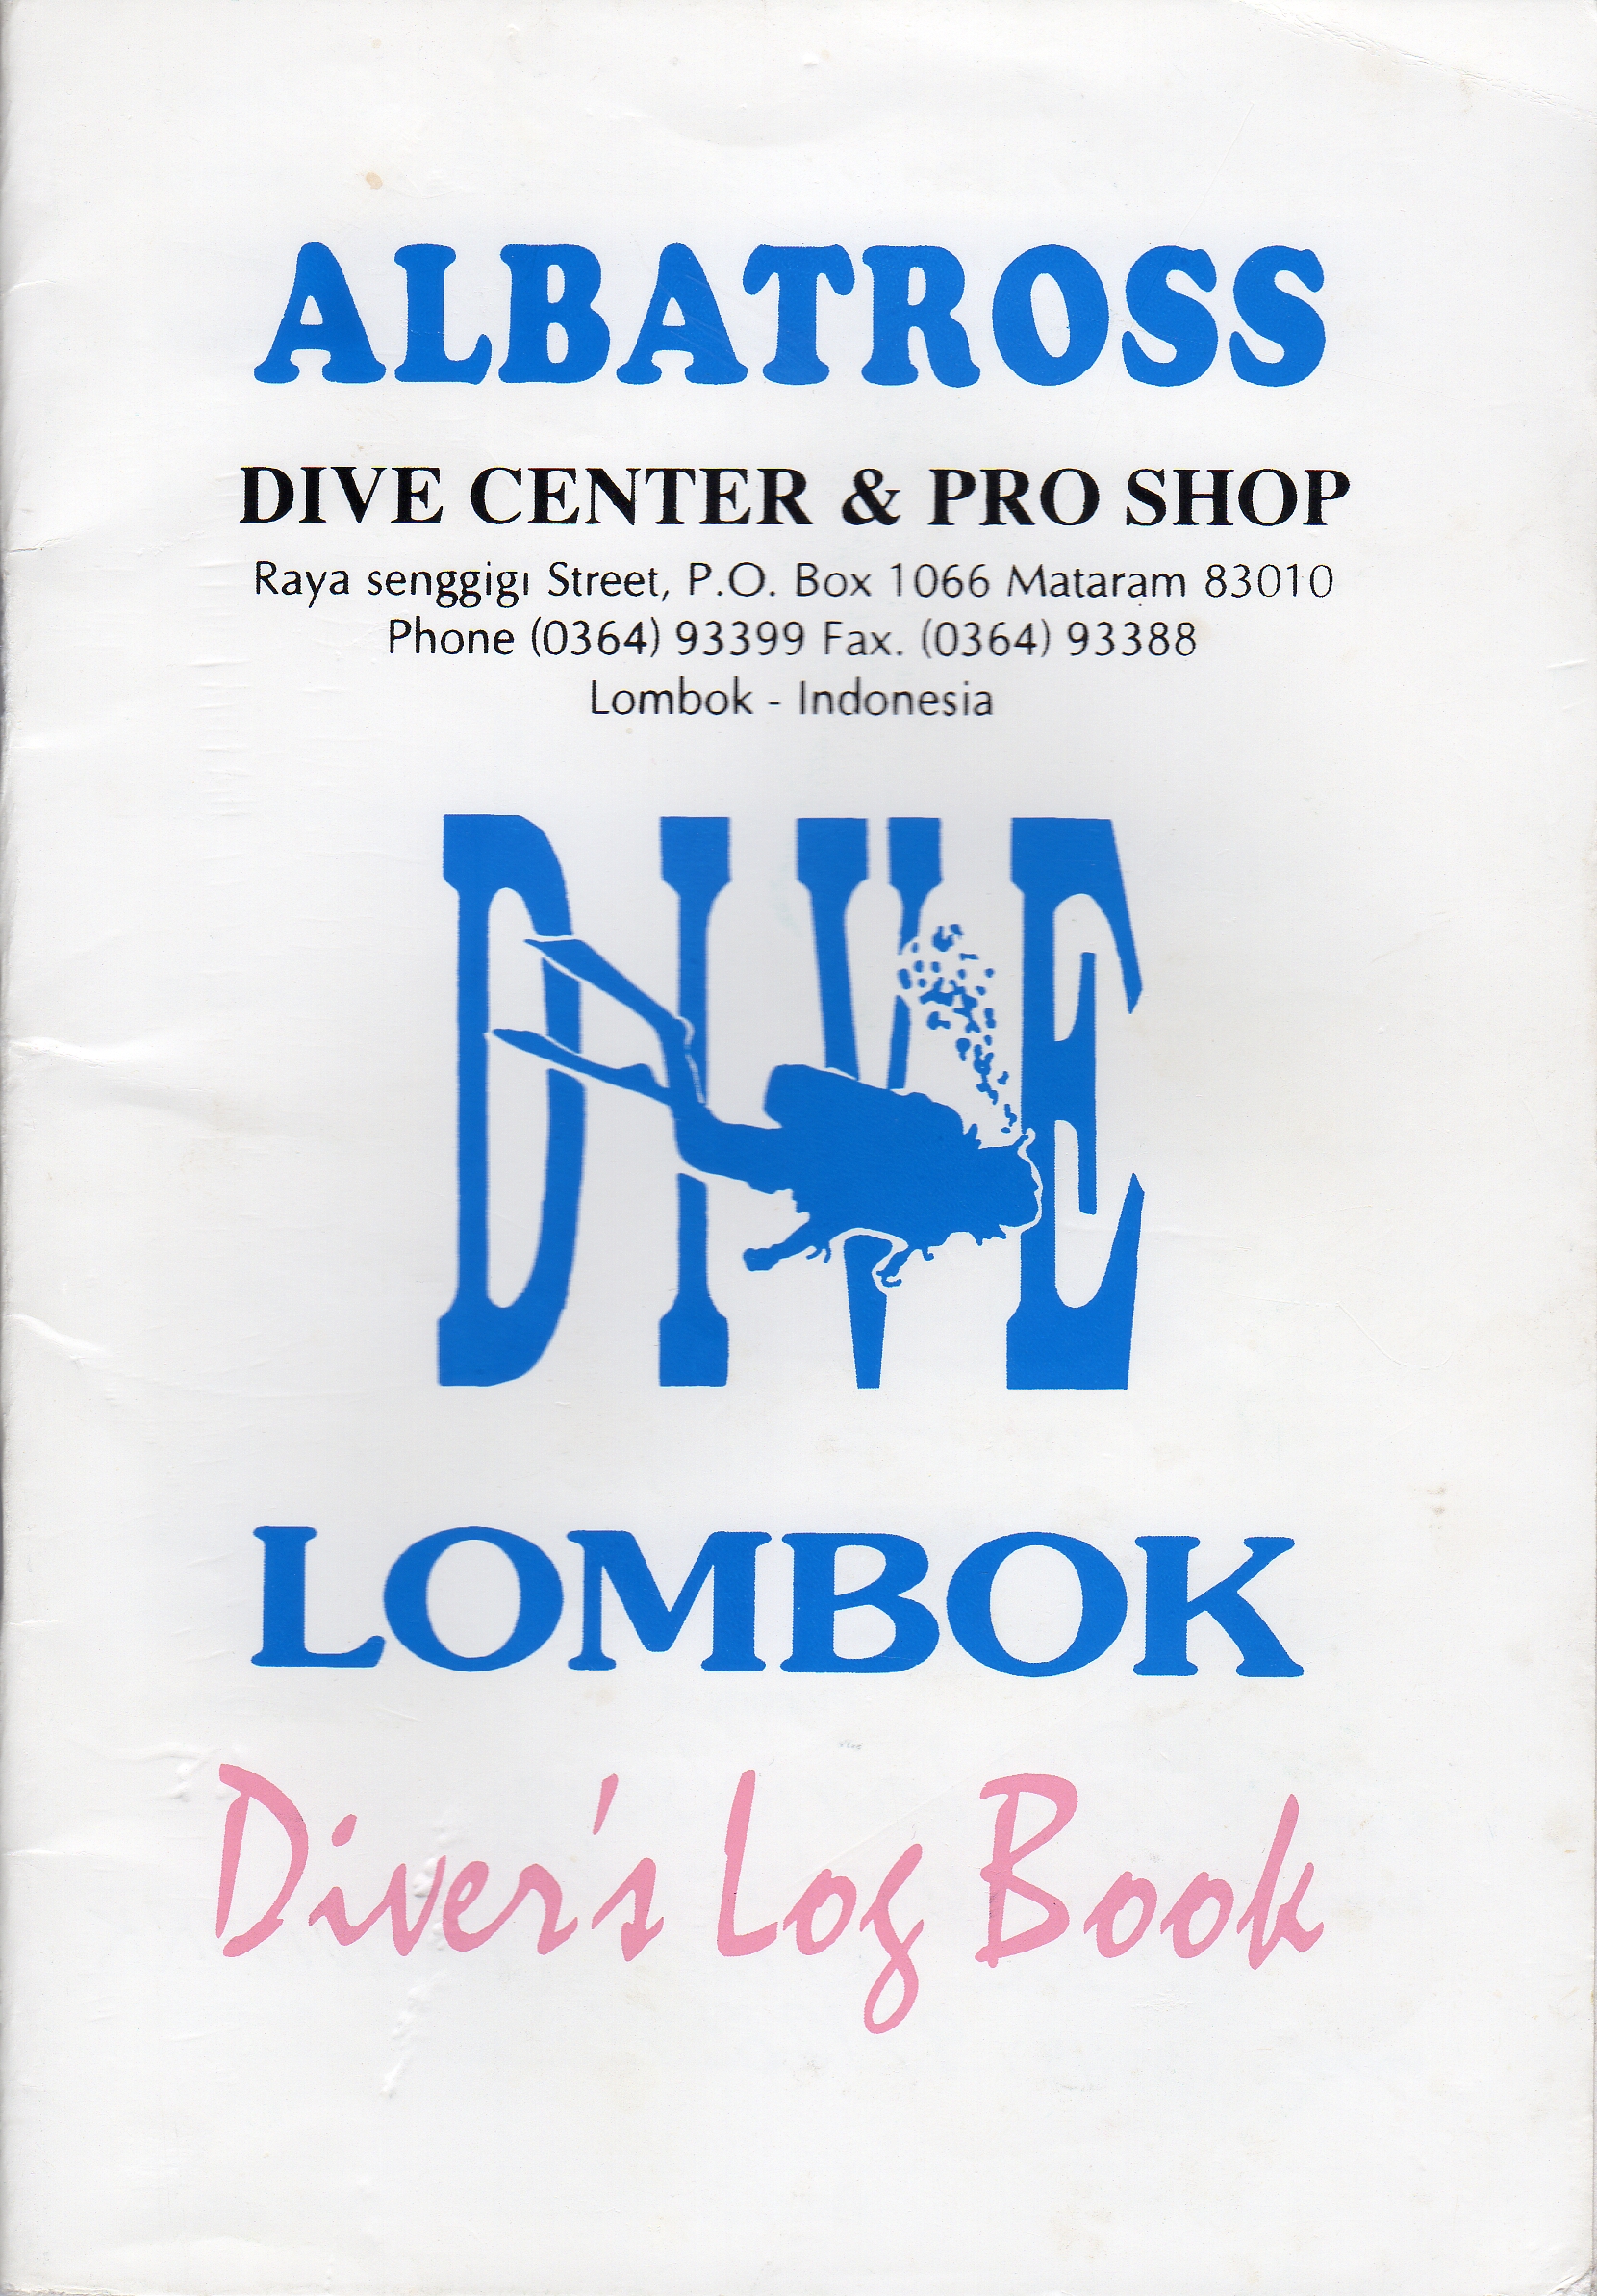 ALBATROSS
DIVE CENTER & PRO SHOP
Raya senggigi Street, P.O. Box 1066 Mataram 83010
Phone (0364) 93399 Fax. (0364) 93388
Lombok - Indonesia
DIVE
LOMBOK
Diver's Log Book